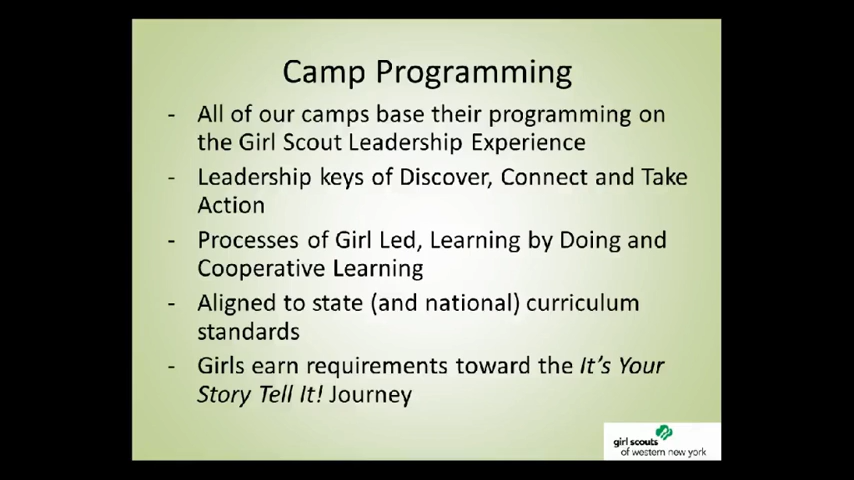 Camp Programming
- All of our camps base their programming on
the Girl Scout Leadership Experience
- Leadership keys of Discover, Connect and Take
Action
- Processes of Girl Led, Learning by Doing and
Cooperative Learning
- Aligned to state (and national) curriculum
standards
- Girls earn requirements toward the It's Your
Story Tell It! Journey
girl scouts
of western new york